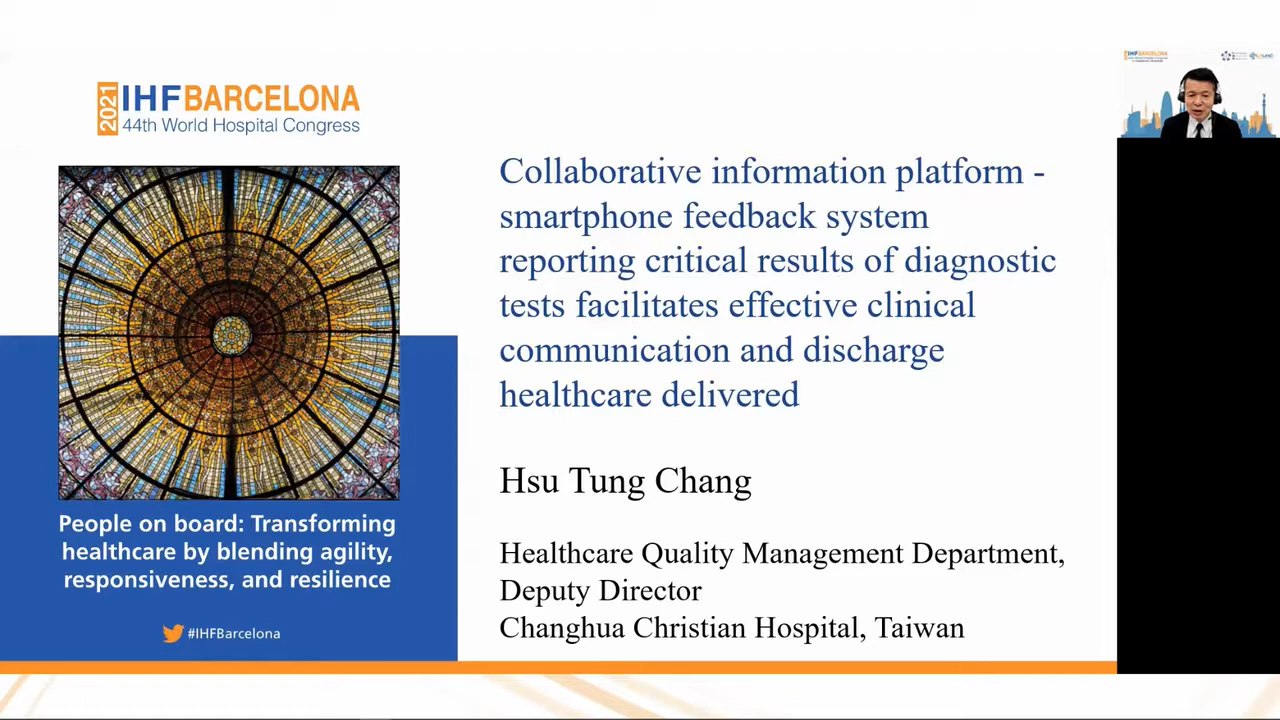 2021
IHFBARCELONA
44th World Hospital Congress
Collaborative information platform -
smartphone feedback system
reporting critical results of diagnostic
tests facilitates effective clinical
communication and discharge
healthcare delivered
Hsu Tung Chang
Healthcare Quality Management Department,
Deputy Director
Changhua Christian Hospital, Taiwan
People on board: Transforming
healthcare by blending agility,
responsiveness, and resilience
#IHFBarcelona
IHFBARCELONA